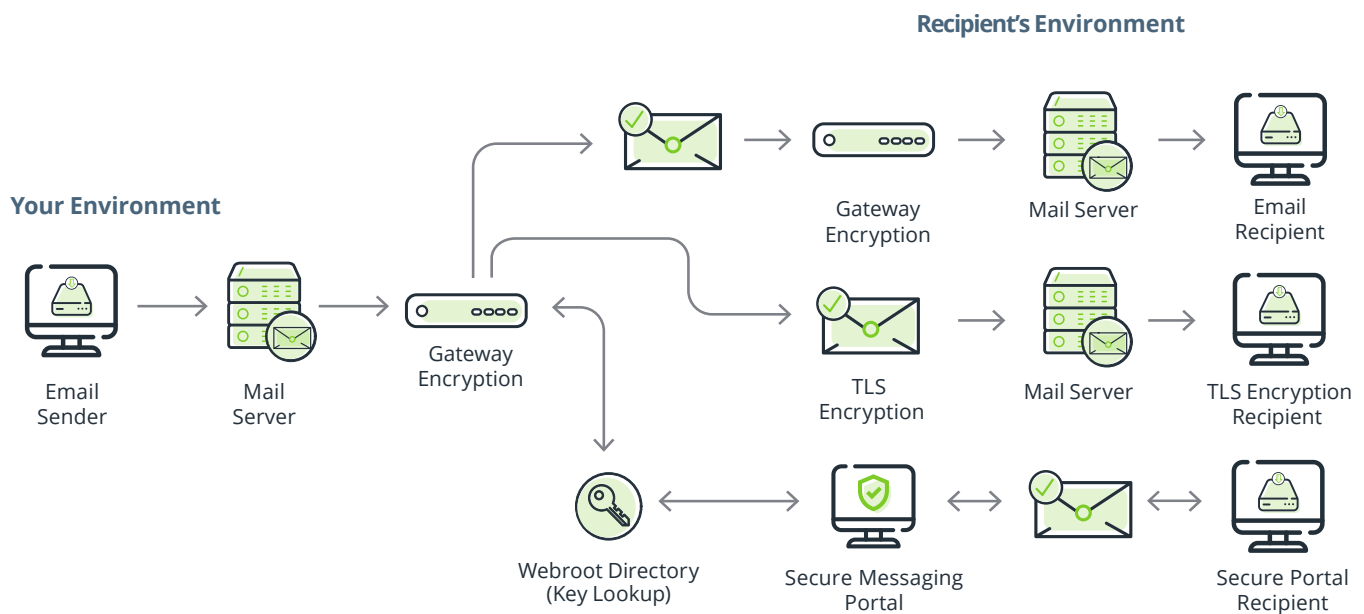 Recipient's Environment
Your Environment
Gateway
Encryption
Mail Server
Email
Recipient
Email
Sender
Mail
Server
Gateway
Encryption
TLS
Encryption
Mail Server
TLS Encryption
Recipient
Webroot Directory
(Key Lookup)
Secure Messaging
Portal
Secure Portal
Recipient